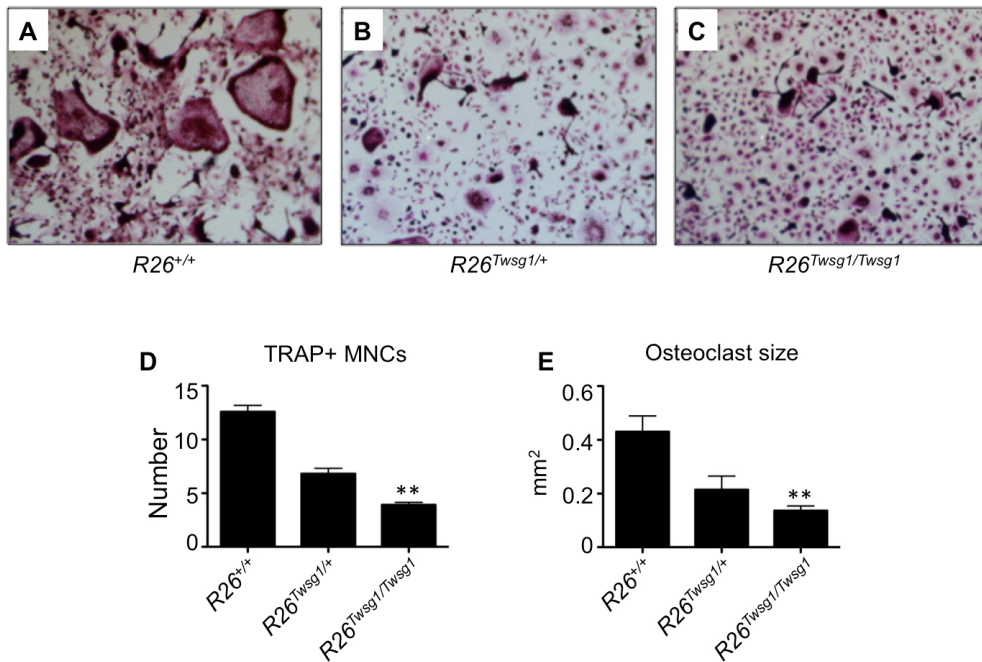 A
B
C
R26+/+
R26Twsg1/+
R26Twsg1/Twsg1
D
TRAP+ MNCs
15
10
5
0
Number
R26+/+
R26Twsg1/+
R26Twsg1/Twsg1
**
E
Osteoclast size
0.6
0.4
0.2
0
mm2
R26+/+
R26Twsg1/+
R26Twsg1/Twsg1
**